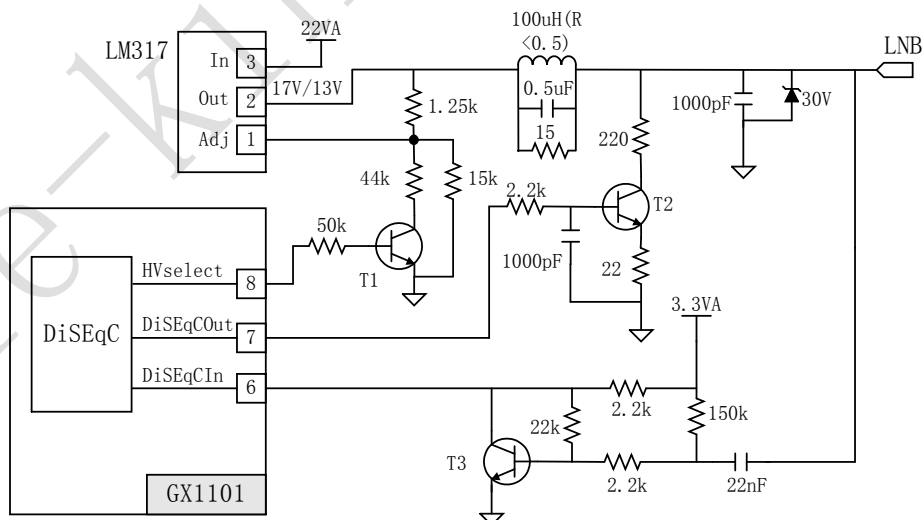 LM317
In 3
Out 2
Adj 1
22VA
17V/13V
1.25k
44k
15k
50k
T1
100uH(R
<0.5)
0.5uF
15
220
2.2k
T2
1000pF
22
1000pF
30V
LNB
DiSEqC
HVselect 8
DiSEqCOut 7
DiSEqCIn 6
GX1101
3.3VA
2.2k
150k
22k
T3
2.2k
22nF